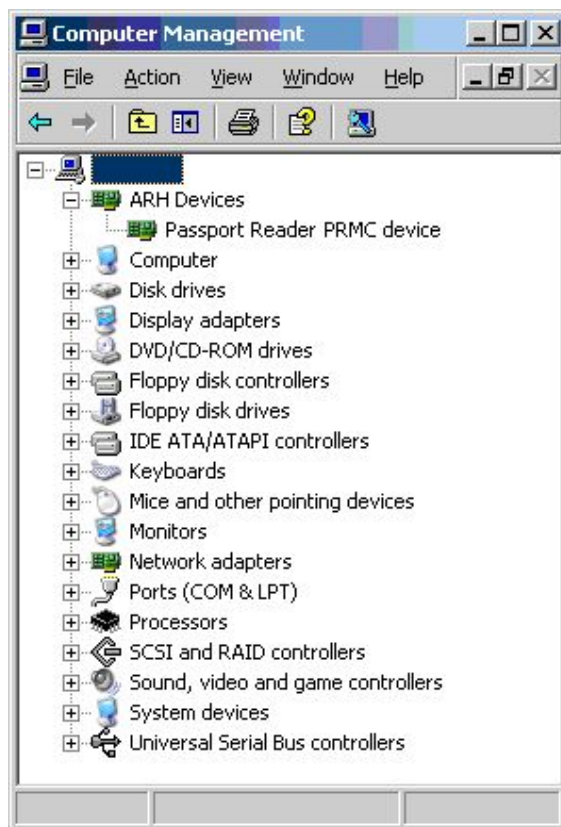 Computer Management
File Action View Window Help
ARH Devices
Passport Reader PRMC device
Computer
Disk drives
Display adapters
DVD/CD-ROM drives
Floppy disk controllers
Floppy disk drives
IDE ATA/ATAPI controllers
Keyboards
Mice and other pointing devices
Monitors
Network adapters
Ports (COM & LPT)
Processors
SCSI and RAID controllers
Sound, video and game controllers
System devices
Universal Serial Bus controllers